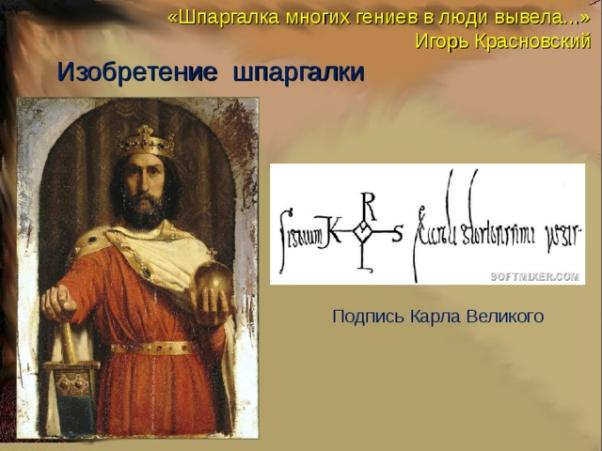 «Шпаргалка многих гениев в люди вывела...»
Игорь Красновский
Изобретение шпаргалки
R
K S
L
SOFTMIXER.COM
Подпись Карла Великого